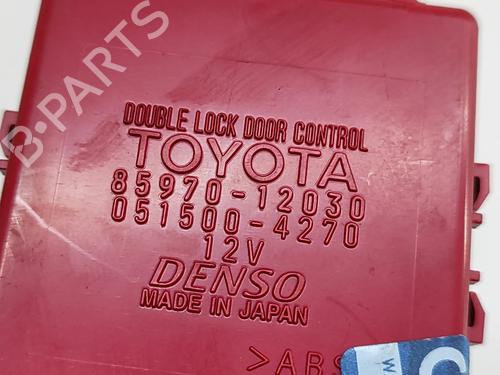 B-PARTS
DOUBLE LOCK DOOR CONTROL
TOYOTA
85970-12030
051500-4270
12V
DENSO
MADE IN JAPAN
>ABS